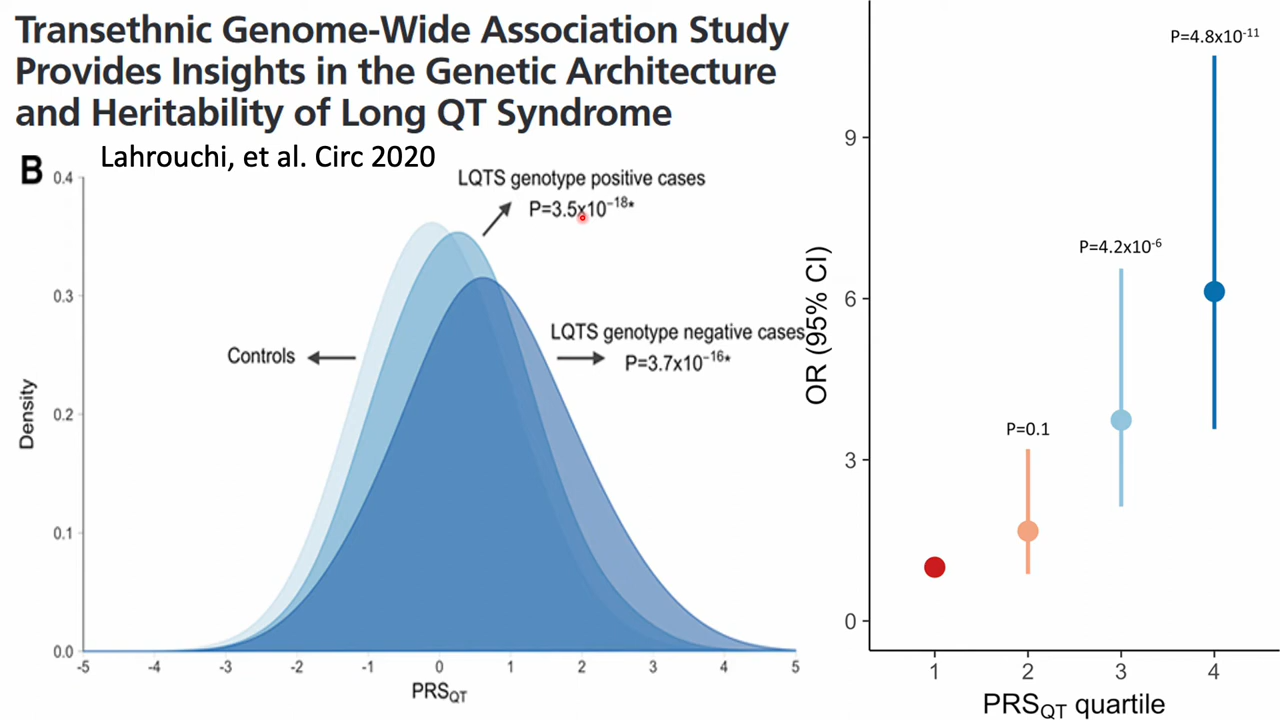 Transethnic Genome-Wide Association Study
Provides Insights in the Genetic Architecture
and Heritability of Long QT Syndrome
Lahrouchi, et al. Circ 2020
B
LQTS genotype positive cases
P=3.5x10⁻¹⁸*
LQTS genotype negative cases
P=3.7x10⁻¹⁶*
Controls
Density
0.4
0.3
0.2
0.1
0.0
-5 -4 -3 -2 -1 0 1 2 3 4 5
PRS_QT
OR (95% CI)
9
6
3
0
P=0.1
P=4.2x10⁻⁶
P=4.8x10⁻¹¹
1 2 3 4
PRS_QT quartile